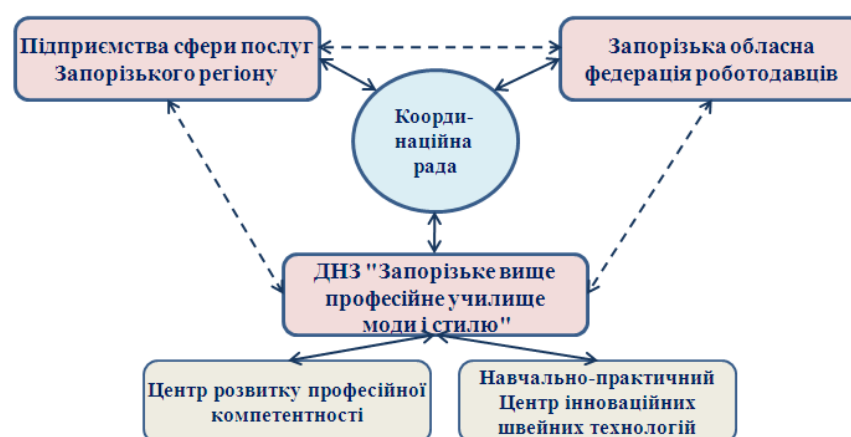 Підприємства сфери послуг
Запорізького регіону
Запорізька обласна
федерація роботодавців
Коорди-
наційна
рада
ДНЗ "Запорізьке вище
професійне училище
моди і стилю"
Центр розвитку професійної
компетентності
Навчально-практичний
Центр інноваційних
швейних технологій